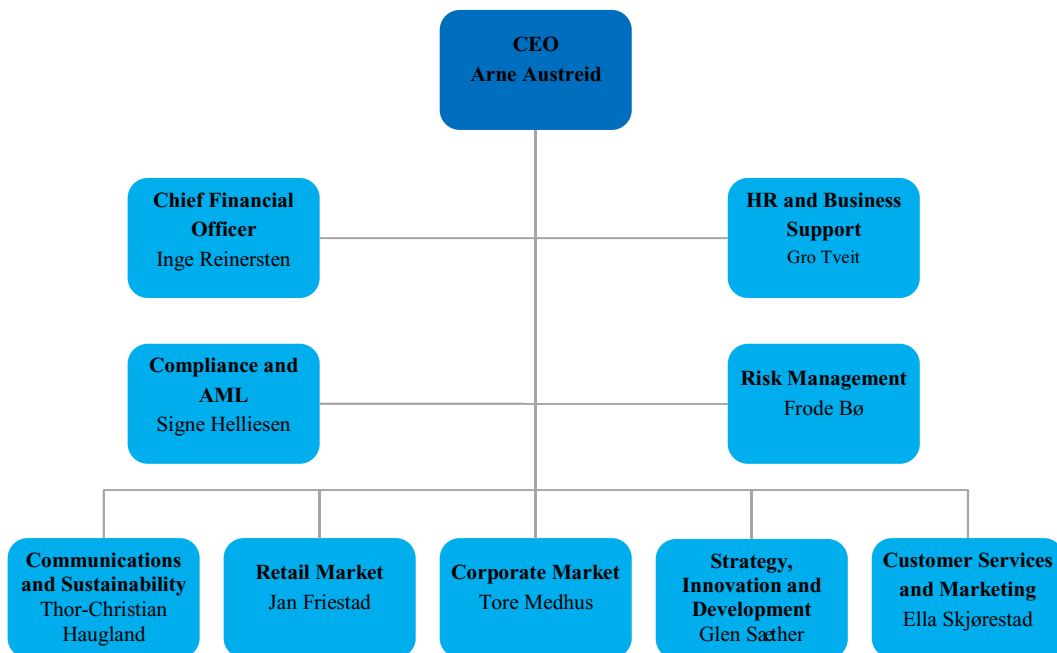 CEO
Arne Austreid
Chief Financial
Officer
Inge Reinersten
HR and Business
Support
Gro Tveit
Compliance and
AML
Signe Helliesen
Risk Management
Frode Bø
Communications
and Sustainability
Thor-Christian
Haugland
Retail Market
Jan Friestad
Corporate Market
Tore Medhus
Strategy,
Innovation and
Development
Glen Sæther
Customer Services
and Marketing
Ella Skjørestad